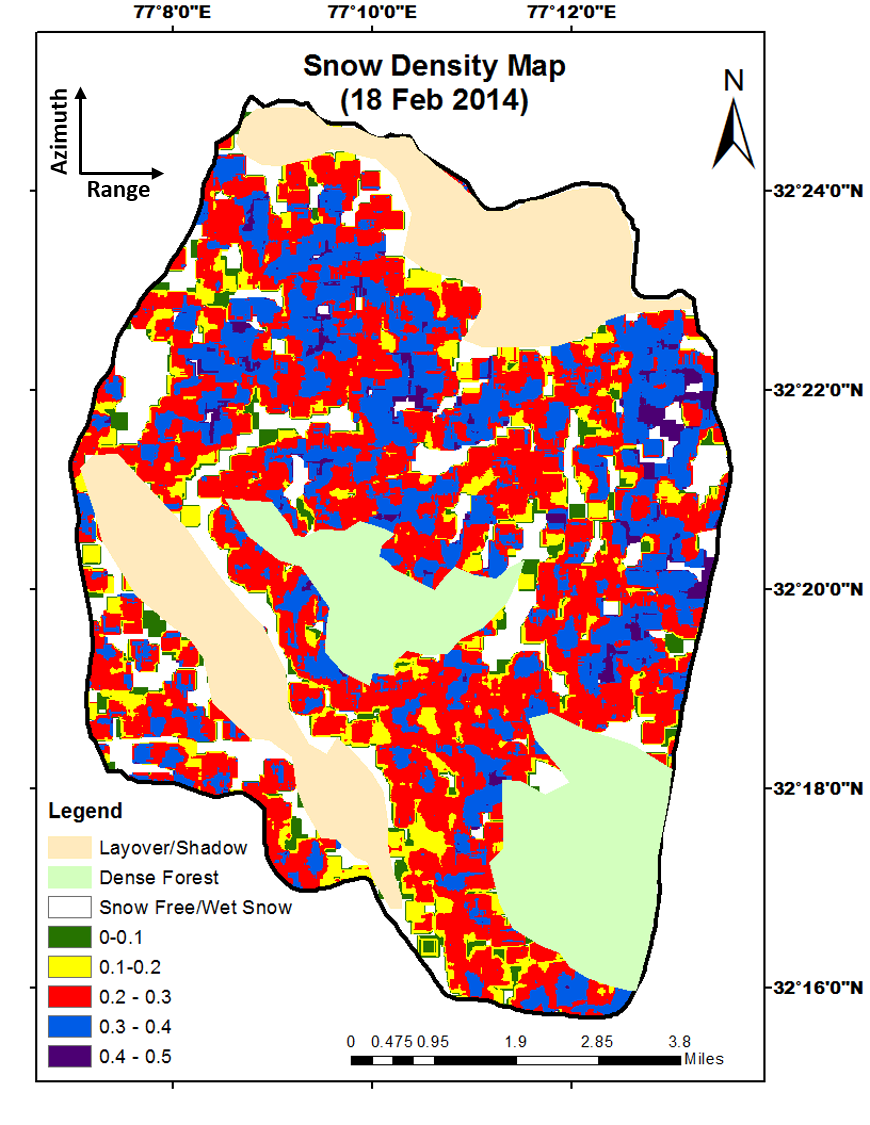 77°8'0"E 77°10'0"E 77°12'0"E
Snow Density Map
(18 Feb 2014)
N
Azimuth
Range
32°24'0"N
32°22'0"N
32°20'0"N
32°18'0"N
32°16'0"N
Legend
Layover/Shadow
Dense Forest
Snow Free/Wet Snow
0-0.1
0.1-0.2
0.2 - 0.3
0.3 - 0.4
0.4 - 0.5
0 0.475 0.95 1.9 2.85 3.8
Miles